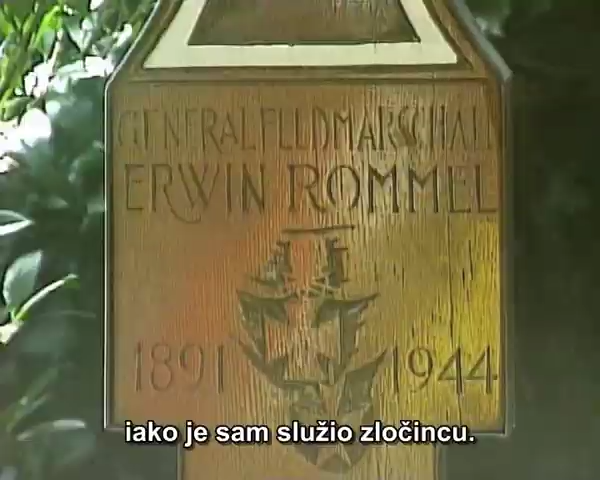 GENERALFELDMARSCHALL
ERWIN ROMMEL
1891 1944
iako je sam služio zločincu.